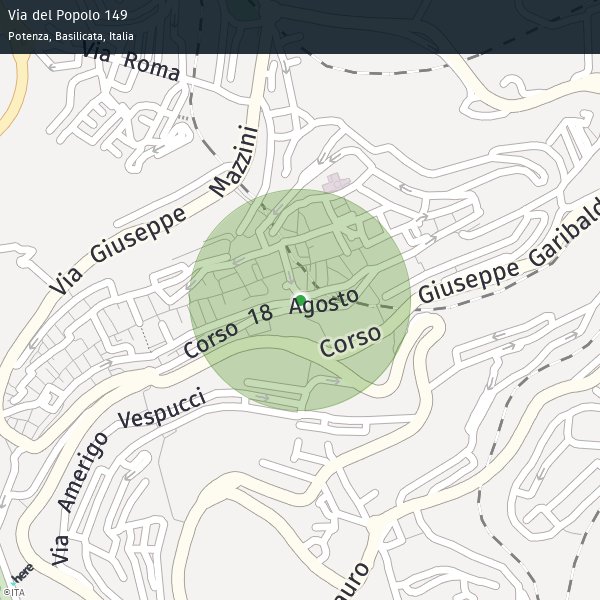 Via del Popolo 149
Potenza, Basilicata, Italia
Via Roma
Via Giuseppe Mazzini
Corso 18 Agosto
Corso Giuseppe Garibald
Via Amerigo Vespucci
auro
here
©ITA